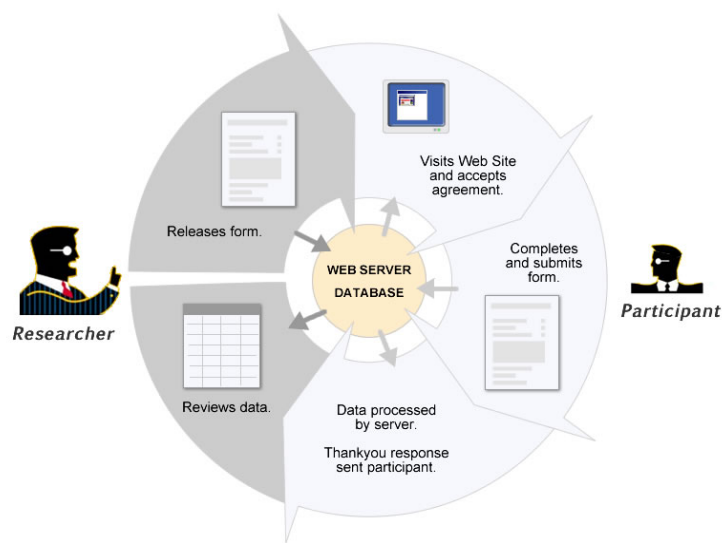 Visits Web Site
and accepts
agreement.
Releases form.
Completes
and submits
form.
WEB SERVER
DATABASE
Researcher
Participant
Reviews data.
Data processed
by server.
Thankyou response
sent participant.